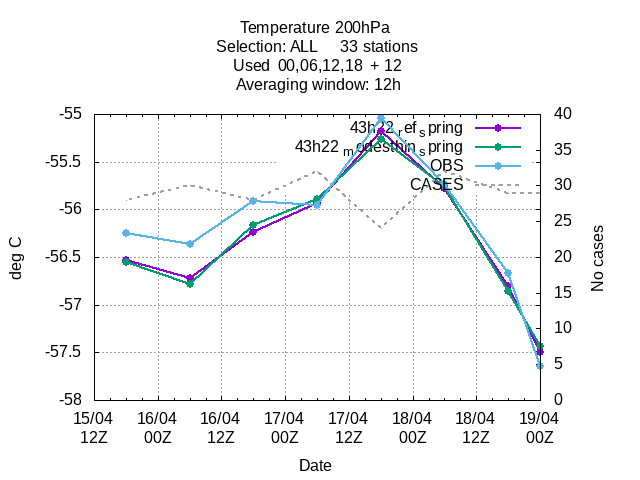 Temperature 200hPa
Selection: ALL 33 stations
Used 00,06,12,18 + 12
Averaging window: 12h
-55
-55.5
-56
-56.5
-57
-57.5
-58
deg C
43h22_ref_spring
43h22_modesthin_spring
OBS
CASES
40
35
30
25
20
15
10
5
0
No cases
15/04 16/04 16/04 17/04 17/04 18/04 18/04 19/04
12Z 00Z 12Z 00Z 12Z 00Z 12Z 00Z
Date